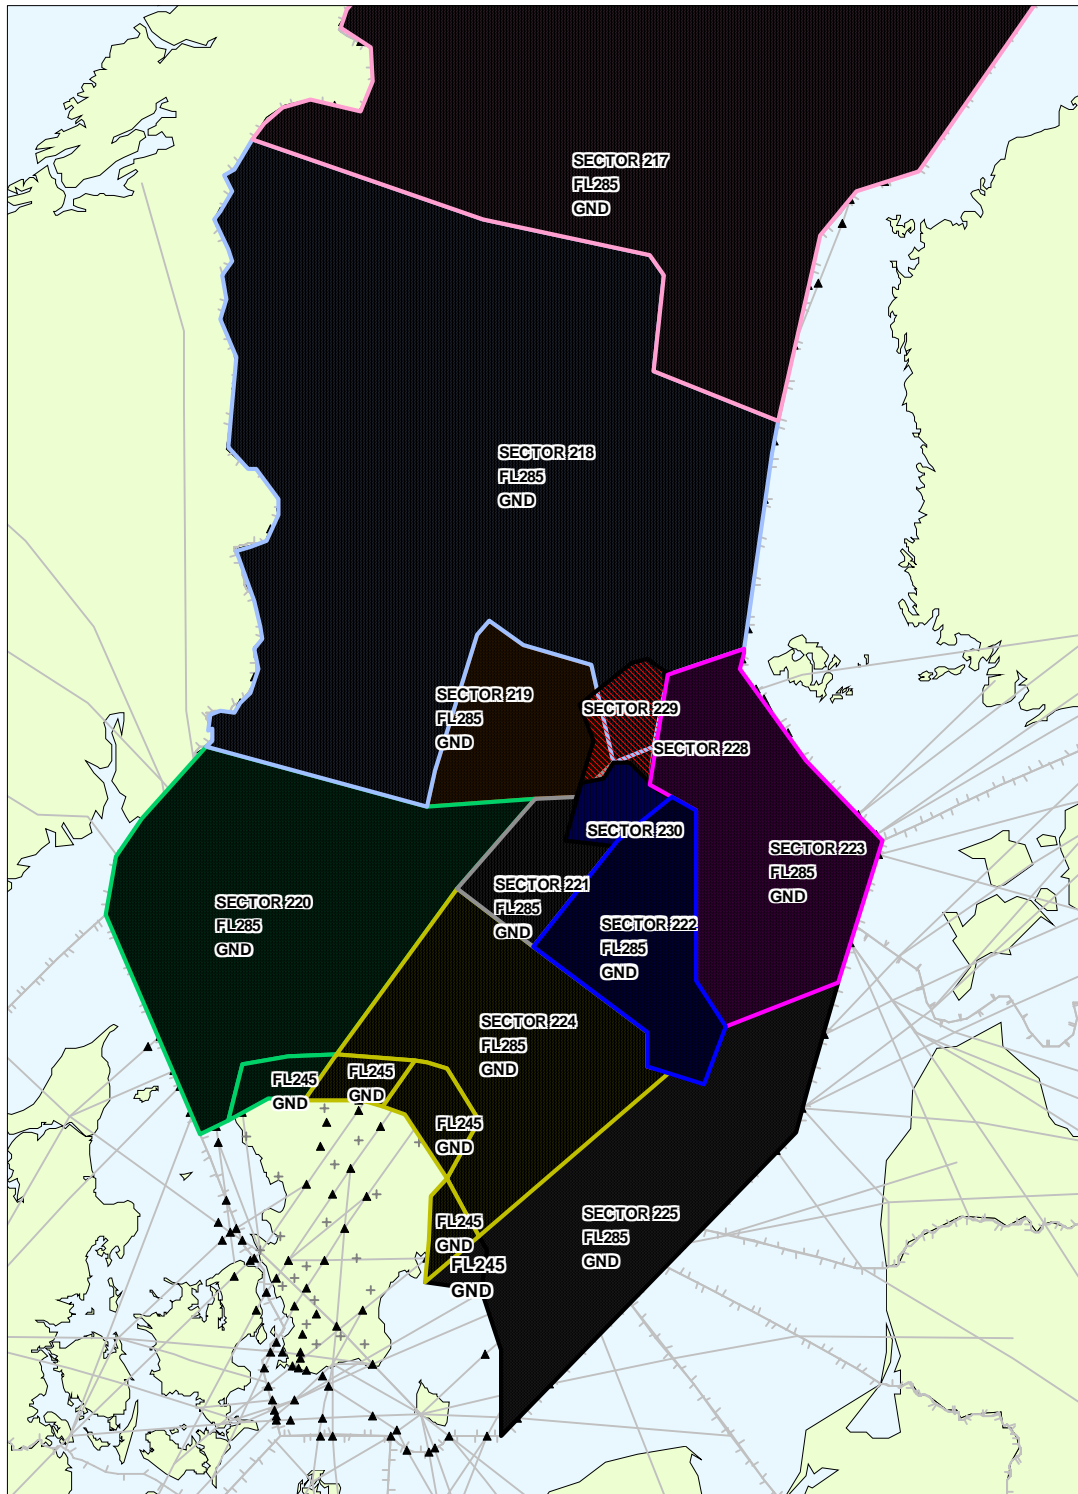 SECTOR 217
FL285
GND
SECTOR 218
FL285
GND
SECTOR 219
FL285
GND
SECTOR 229
SECTOR 228
SECTOR 230
SECTOR 223
FL285
GND
SECTOR 221
FL285
GND
SECTOR 220
FL285
GND
SECTOR 222
FL285
GND
SECTOR 224
FL285
GND
FL245
GND
FL245
GND
FL245
GND
FL245
GND
FL245
GND
SECTOR 225
FL285
GND